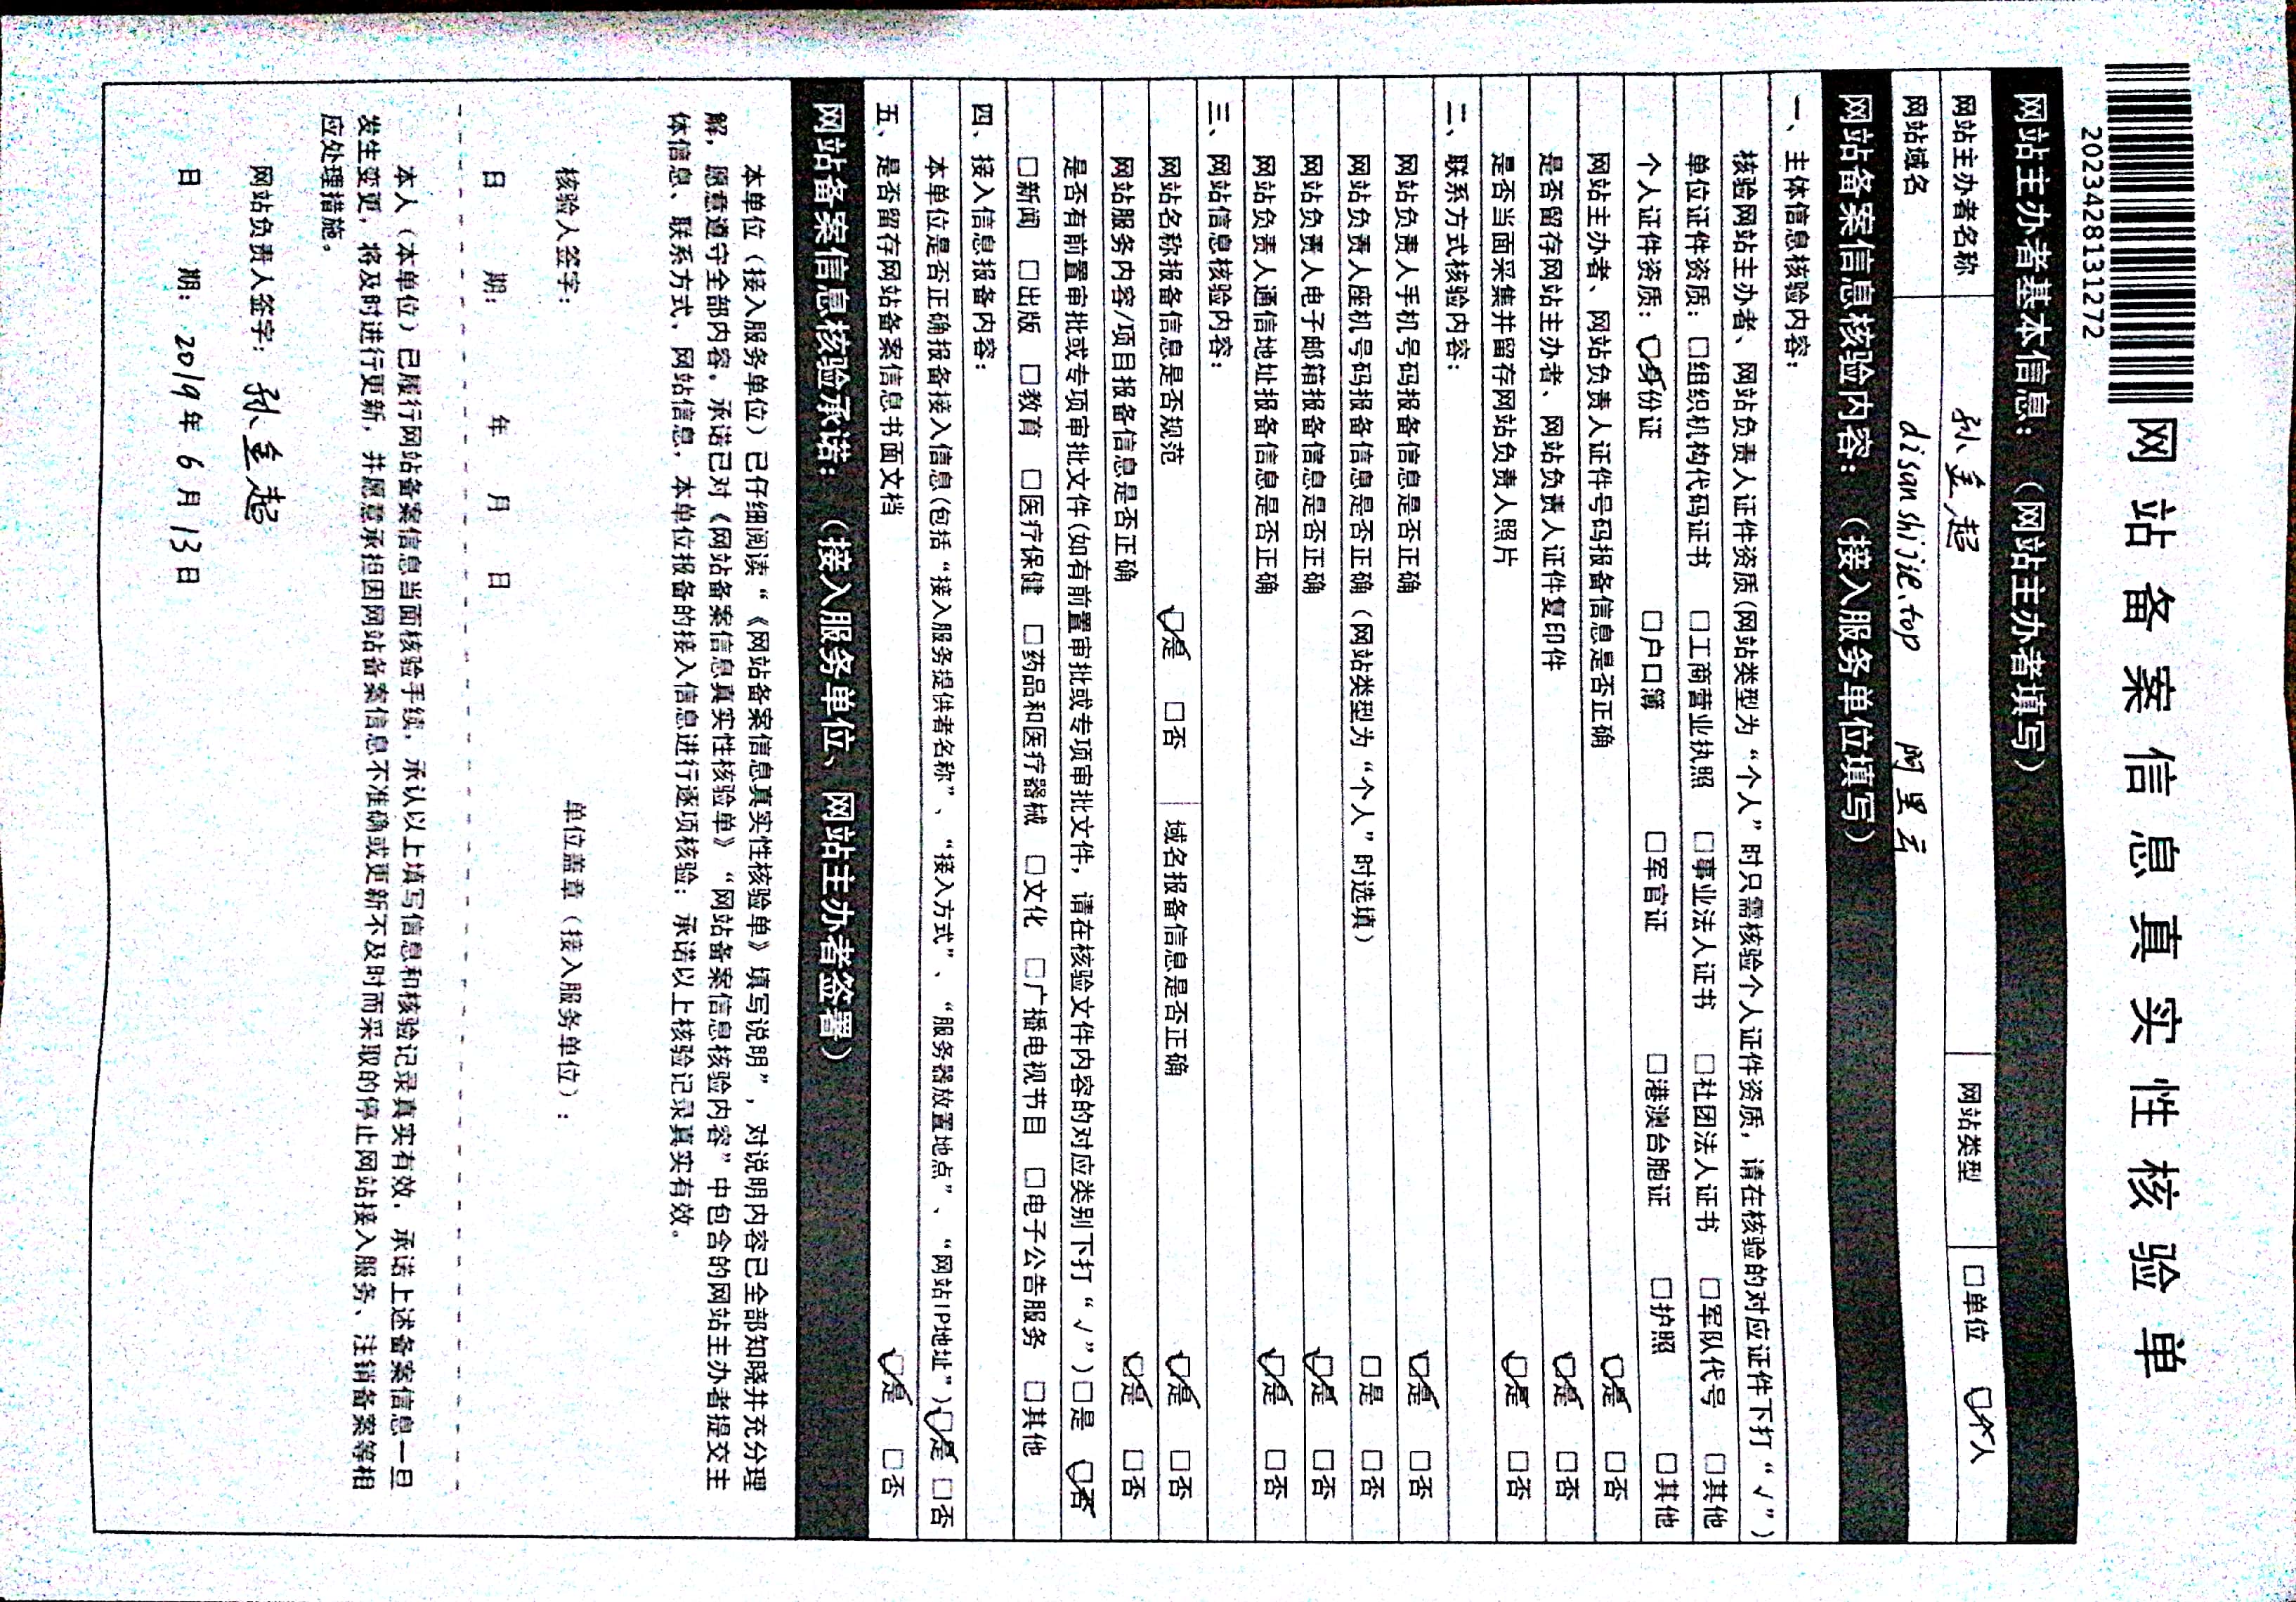 2023428131272
网站备案信息真实性核验单
网站主办者基本信息：（网站主办者填写）
网站主办者名称 孙金超 网站类型 □单位 ☑个人
网站域名 disanshijie.top 阿里云
网站备案信息核验内容：（接入服务单位填写）
一、主体信息核验内容：
核验网站主办者、网站负责人证件资质(网站类型为“个人”时只需核验个人证件资质，请在核验的对应证件下打“√”)
单位证件资质：□组织机构代码证书 □工商营业执照 □事业法人证书 □社团法人证书 □军队代号 □其他
个人证件资质：☑身份证 □户口簿 □军官证 □港澳台胞证 □护照 □其他
网站主办者、网站负责人证件号码报备信息是否正确 ☑是 □否
是否留存网站主办者、网站负责人证件复印件 ☑是 □否
是否当面采集并留存网站负责人照片 ☑是 □否
二、联系方式核验内容：
网站负责人手机号码报备信息是否正确 ☑是 □否
网站负责人座机号码报备信息是否正确（网站类型为“个人”时选填） □是 □否
网站负责人电子邮箱报备信息是否正确 ☑是 □否
网站负责人通信地址报备信息是否正确 ☑是 □否
三、网站信息核验内容：
网站名称报备信息是否规范 ☑是 □否 域名报备信息是否正确 ☑是 □否
网站服务内容/项目报备信息是否正确 ☑是 □否
是否有前置审批或专项审批文件(如有前置审批或专项审批文件，请在核验文件内容的对应类别下打“√”) □是 ☑否
□新闻 □出版 □教育 □医疗保健 □药品和医疗器械 □文化 □广播电视节目 □电子公告服务 □其他
四、接入信息报备内容：
本单位是否正确报备接入信息(包括“接入服务提供者名称”、“接入方式”、“服务器放置地点”、“网站IP地址”) ☑是 □否
五、是否留存网站备案信息书面文档 ☑是 □否
网站备案信息核验承诺：（接入服务单位、网站主办者签署）
本单位（接入服务单位）已仔细阅读“《网站备案信息真实性核验单》填写说明”，对说明内容已全部知晓并充分理
解，愿意遵守全部内容。承诺已对《网站备案信息真实性核验单》“网站备案信息核验内容”中包含的网站主办者提交主
体信息、联系方式、网站信息，本单位报备的接入信息进行逐项核验；承诺以上核验记录真实有效。
核验人签字： 单位盖章（接入服务单位）：
日 期： 年 月 日
本人（本单位）已履行网站备案信息当面核验手续，承认以上填写信息和核验记录真实有效，承诺上述备案信息一旦
发生变更，将及时进行更新，并愿意承担因网站备案信息不准确或更新不及时而采取的停止网站接入服务、注销备案等相
应处理措施。
网站负责人签字：孙金超
日 期：2019年6月13日